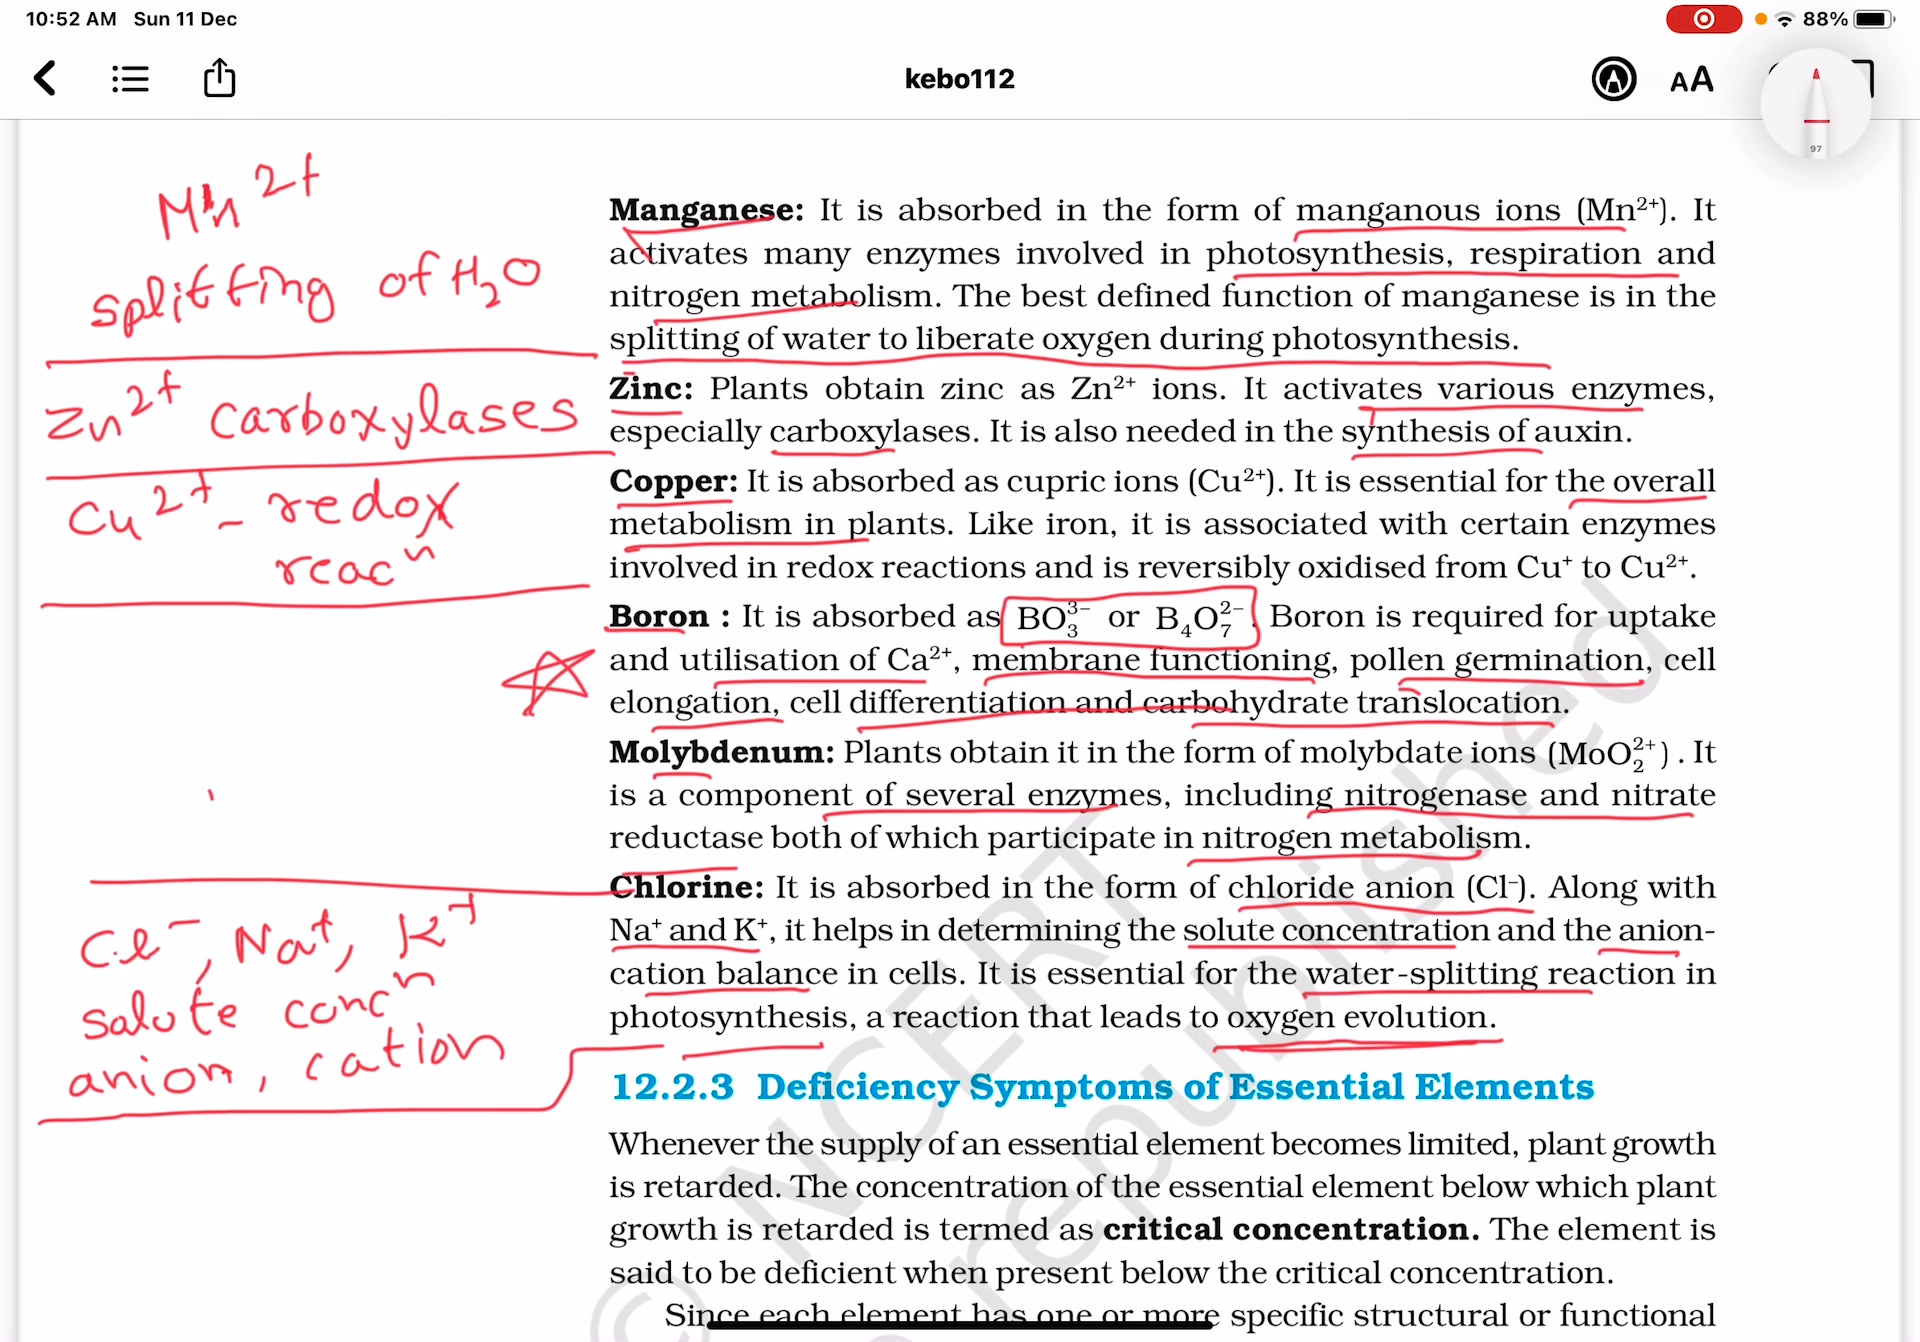 10:52 AM Sun 11 Dec
88%
kebo112
AA
97
Mn 2+
splitting of H₂O
Zn 2+ Carboxylases
Cu 2+ - redox
reacⁿ
Cl⁻, Na⁺, K⁺
salute concⁿ
anion, cation
Manganese: It is absorbed in the form of manganous ions (Mn²⁺). It
activates many enzymes involved in photosynthesis, respiration and
nitrogen metabolism. The best defined function of manganese is in the
splitting of water to liberate oxygen during photosynthesis.
Zinc: Plants obtain zinc as Zn²⁺ ions. It activates various enzymes,
especially carboxylases. It is also needed in the synthesis of auxin.
Copper: It is absorbed as cupric ions (Cu²⁺). It is essential for the overall
metabolism in plants. Like iron, it is associated with certain enzymes
involved in redox reactions and is reversibly oxidised from Cu⁺ to Cu²⁺.
Boron : It is absorbed as BO₃³⁻ or B₄O₇²⁻. Boron is required for uptake
and utilisation of Ca²⁺, membrane functioning, pollen germination, cell
elongation, cell differentiation and carbohydrate translocation.
Molybdenum: Plants obtain it in the form of molybdate ions (MoO₂²⁺). It
is a component of several enzymes, including nitrogenase and nitrate
reductase both of which participate in nitrogen metabolism.
Chlorine: It is absorbed in the form of chloride anion (Cl⁻). Along with
Na⁺ and K⁺, it helps in determining the solute concentration and the anion-
cation balance in cells. It is essential for the water-splitting reaction in
photosynthesis, a reaction that leads to oxygen evolution.
12.2.3 Deficiency Symptoms of Essential Elements
Whenever the supply of an essential element becomes limited, plant growth
is retarded. The concentration of the essential element below which plant
growth is retarded is termed as critical concentration. The element is
said to be deficient when present below the critical concentration.
Since each element has one or more specific structural or functional
© NCERT
republished